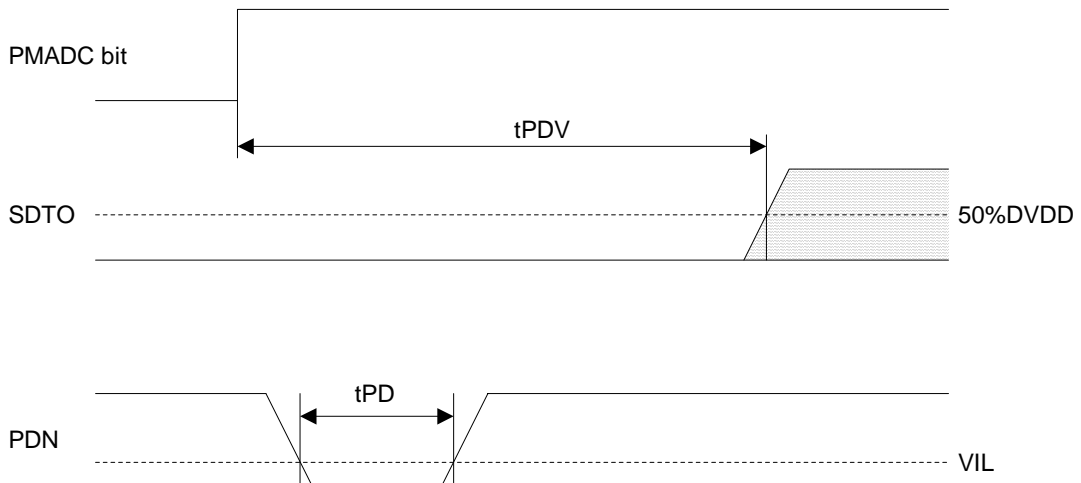 PMADC bit
tPDV
SDTO
50%DVDD
tPD
PDN
VIL